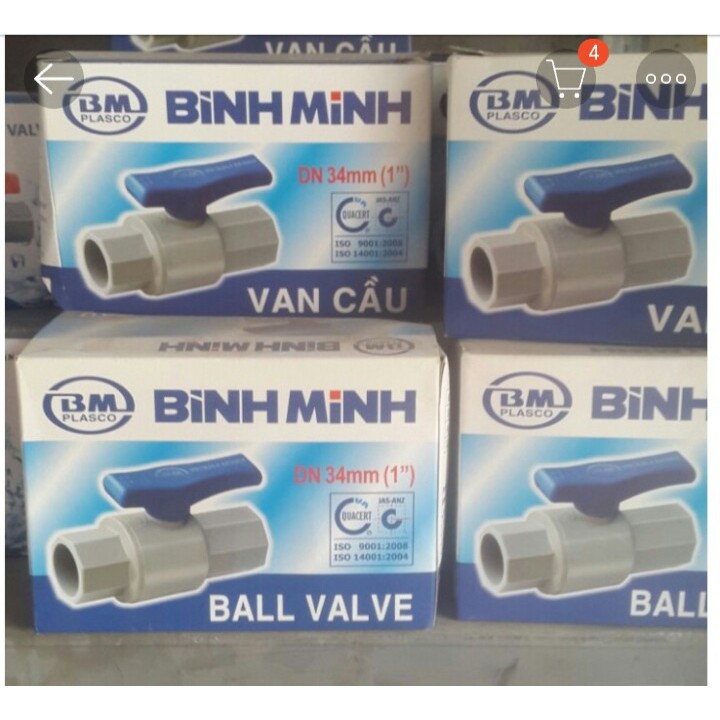 VAN CẦU
4
BM PLASCO BÌNH MINH
DN 34mm (1")
QUACERT JAS-ANZ
ISO 9001:2008
ISO 14001:2004
VAN CẦU
BM PLASCO BÌNH
VA
VAL
BÌNH MINH BM
BM PLASCO BÌNH MINH
DN 34mm (1")
QUACERT JAS-ANZ
ISO 9001:2008
ISO 14001:2004
BALL VALVE
BM PLASCO BÌNH
BALL